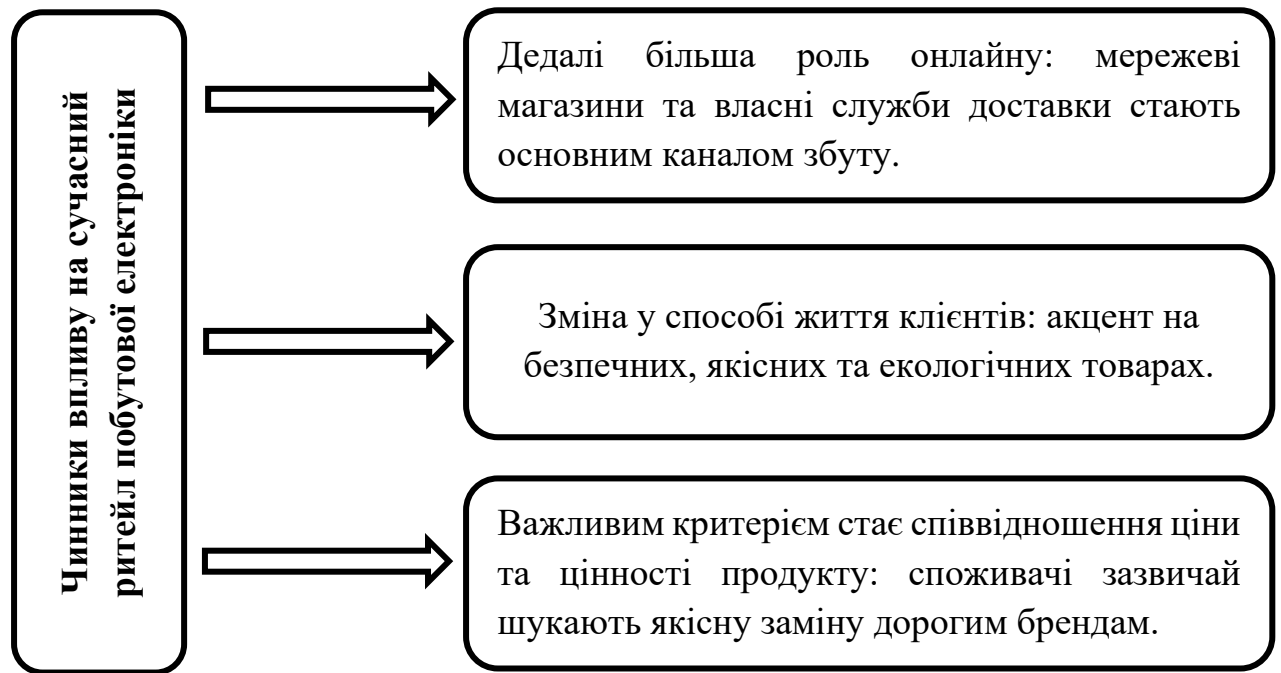 Чинники впливу на сучасний
ритейл побутової електроніки
Дедалі більша роль онлайну: мережеві
магазини та власні служби доставки стають
основним каналом збуту.
Зміна у способі життя клієнтів: акцент на
безпечних, якісних та екологічних товарах.
Важливим критерієм стає співвідношення ціни
та цінності продукту: споживачі зазвичай
шукають якісну заміну дорогим брендам.